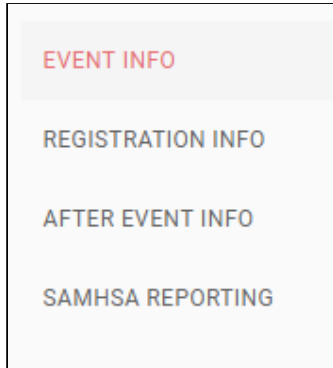 EVENT INFO
REGISTRATION INFO
AFTER EVENT INFO
SAMHSA REPORTING